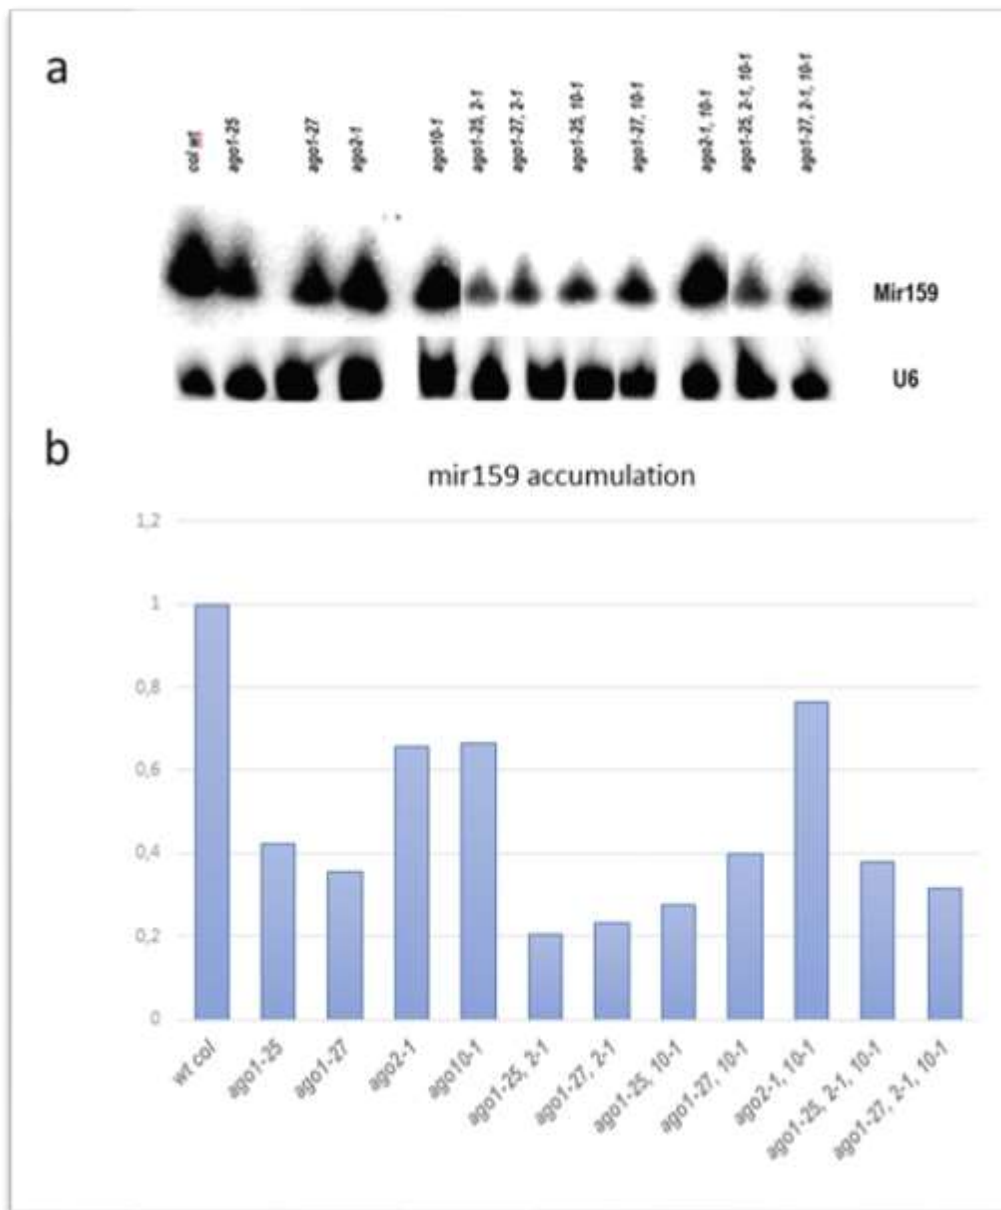 a
col wt
ago1-25
ago1-27
ago2-1
ago10-1
ago1-25, 2-1
ago1-27, 2-1
ago1-25, 10-1
ago1-27, 10-1
ago2-1, 10-1
ago1-25, 2-1, 10-1
ago1-27, 2-1, 10-1
Mir159
U6
b
mir159 accumulation
1,2
1
0,8
0,6
0,4
0,2
0
wt col
ago1-25
ago1-27
ago2-1
ago10-1
ago1-25, 2-1
ago1-27, 2-1
ago1-25, 10-1
ago1-27, 10-1
ago2-1, 10-1
ago1-25, 2-1, 10-1
ago1-27, 2-1, 10-1